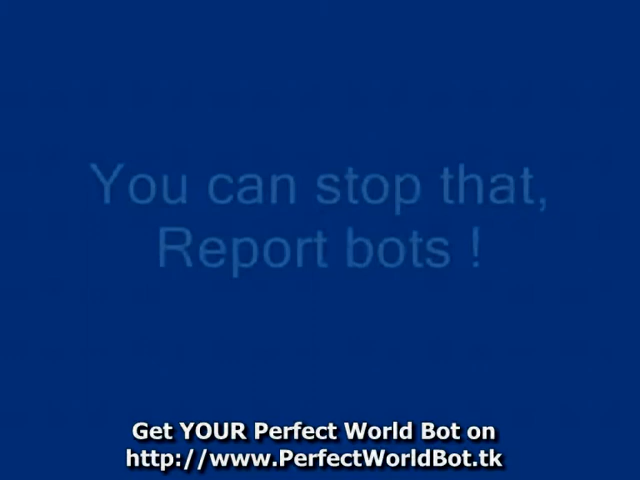 You can stop that,
Report bots !
Get YOUR Perfect World Bot on
http://www.PerfectWorldBot.tk